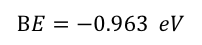 BE = −0.963 eV